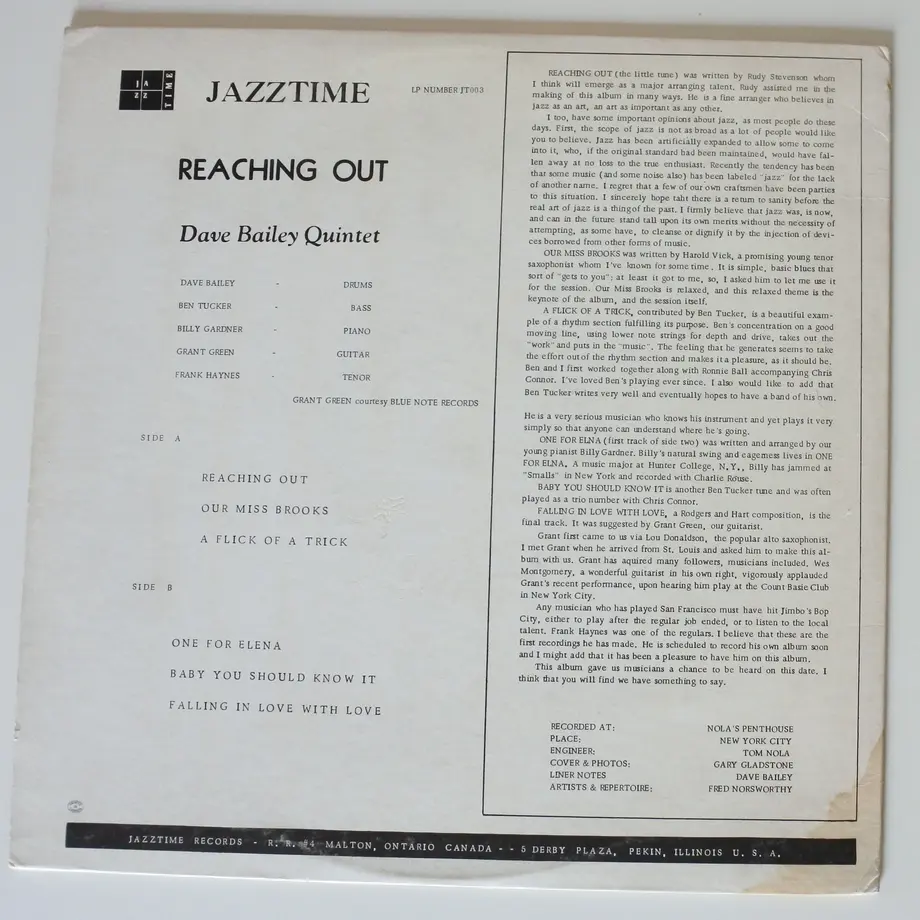 JAZZ TIME
JAZZTIME
LP NUMBER JT003
REACHING OUT
Dave Bailey Quintet
DAVE BAILEY - DRUMS
BEN TUCKER - BASS
BILLY GARDNER - PIANO
GRANT GREEN - GUITAR
FRANK HAYNES - TENOR
GRANT GREEN courtesy BLUE NOTE RECORDS
SIDE A
REACHING OUT
OUR MISS BROOKS
A FLICK OF A TRICK
SIDE B
ONE FOR ELENA
BABY YOU SHOULD KNOW IT
FALLING IN LOVE WITH LOVE
REACHING OUT (the little tune) was written by Rudy Stevenson whom
I think will emerge as a major arranging talent. Rudy assisted me in the
making of this album in many ways. He is a fine arranger who believes in
jazz as an art, an art as important as any other.
I too, have some important opinions about jazz, as most people do these
days. First, the scope of jazz is not as broad as a lot of people would like
you to believe. Jazz has been artificially expanded to allow some to come
into it, who, if the original standard had been maintained, would have fal-
len away at no loss to the true enthusiast. Recently the tendency has been
that some music (and some noise also) has been labeled "jazz" for the lack
of another name. I regret that a few of our own craftsmen have been parties
to this situation. I sincerely hope taht there is a return to sanity before the
real art of jazz is a thing of the past. I firmly believe that jazz was, is now,
and can in the future stand tall upon its own merits without the necessity of
attempting, as some have, to cleanse or dignify it by the injection of devi-
ces borrowed from other forms of music.
OUR MISS BROOKS was written by Harold Vick, a promising young tenor
saxophonist whom I've known for some time. It is simple, basic blues that
sort of "gets to you": at least it got to me, so, I asked him to let me use it
for the session. Our Miss Brooks is relaxed, and this relaxed theme is the
keynote of the album, and the session itself.
A FLICK OF A TRICK, contributed by Ben Tucker, is a beautiful exam-
ple of a rhythm section fulfilling its purpose. Ben's concentration on a good
moving line, using lower note strings for depth and drive, takes out the
"work" and puts in the "music". The feeling that he generates seems to take
the effort out of the rhythm section and makes it a pleasure, as it should be.
Ben and I first worked together along with Ronnie Ball accompanying Chris
Connor. I've loved Ben's playing ever since. I also would like to add that
Ben Tucker writes very well and eventually hopes to have a band of his own.
He is a very serious musician who knows his instrument and yet plays it very
simply so that anyone can understand where he's going.
ONE FOR ELNA (first track of side two) was written and arranged by our
young pianist Billy Gardner. Billy's natural swing and eagerness lives in ONE
FOR ELNA. A music major at Hunter College, N.Y., Billy has jammed at
"Smalls" in New York and recorded with Charlie Rouse.
BABY YOU SHOULD KNOW IT is another Ben Tucker tune and was often
played as a trio number with Chris Connor.
FALLING IN LOVE WITH LOVE, a Rodgers and Hart composition, is the
final track. It was suggested by Grant Green, our guitarist.
Grant first came to us via Lou Donaldson, the popular alto saxophonist.
I met Grant when he arrived from St. Louis and asked him to make this al-
bum with us. Grant has aquired many followers, musicians included. Wes
Montgomery, a wonderful guitarist in his own right, vigorously applauded
Grant's recent performance, upon hearing him play at the Count Basie Club
in New York City.
Any musician who has played San Francisco must have hit Jimbo's Bop
City, either to play after the regular job ended, or to listen to the local
talent. Frank Haynes was one of the regulars. I believe that these are the
first recordings he has made. He is scheduled to record his own album soon
and I might add that it has been a pleasure to have him on this album.
This album gave us musicians a chance to be heard on this date. I
think that you will find we have something to say.
RECORDED AT: NOLA'S PENTHOUSE
PLACE: NEW YORK CITY
ENGINEER: TOM NOLA
COVER & PHOTOS: GARY GLADSTONE
LINER NOTES DAVE BAILEY
ARTISTS & REPERTOIRE: FRED NORSWORTHY
JAZZTIME RECORDS - R. R. #4 MALTON, ONTARIO CANADA - - 5 DERBY PLAZA, PEKIN, ILLINOIS U. S. A.